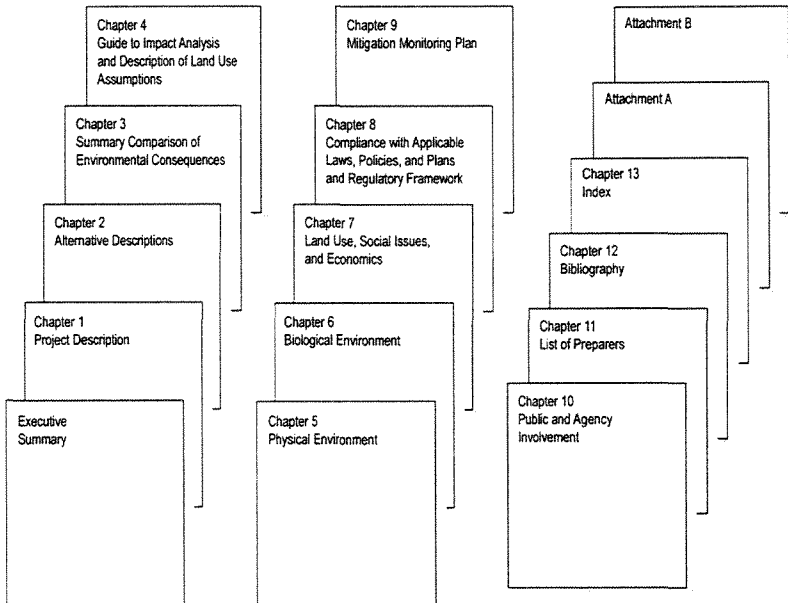 Executive
Summary
Chapter 1
Project Description
Chapter 2
Alternative Descriptions
Chapter 3
Summary Comparison of
Environmental Consequences
Chapter 4
Guide to Impact Analysis
and Description of Land Use
Assumptions
Chapter 5
Physical Environment
Chapter 6
Biological Environment
Chapter 7
Land Use, Social Issues,
and Economics
Chapter 8
Compliance with Applicable
Laws, Policies, and Plans
and Regulatory Framework
Chapter 9
Mitigation Monitoring Plan
Chapter 10
Public and Agency
Involvement
Chapter 11
List of Preparers
Chapter 12
Bibliography
Chapter 13
Index
Attachment A
Attachment B